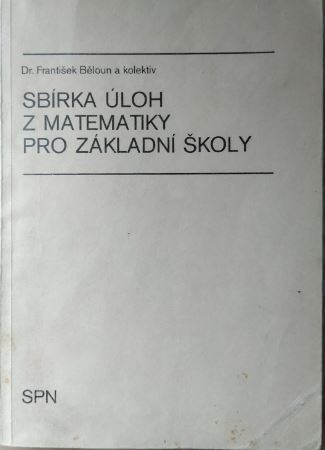 Dr. František Běloun a kolektiv
SBÍRKA ÚLOH
Z MATEMATIKY
PRO ZÁKLADNÍ ŠKOLY
SPN